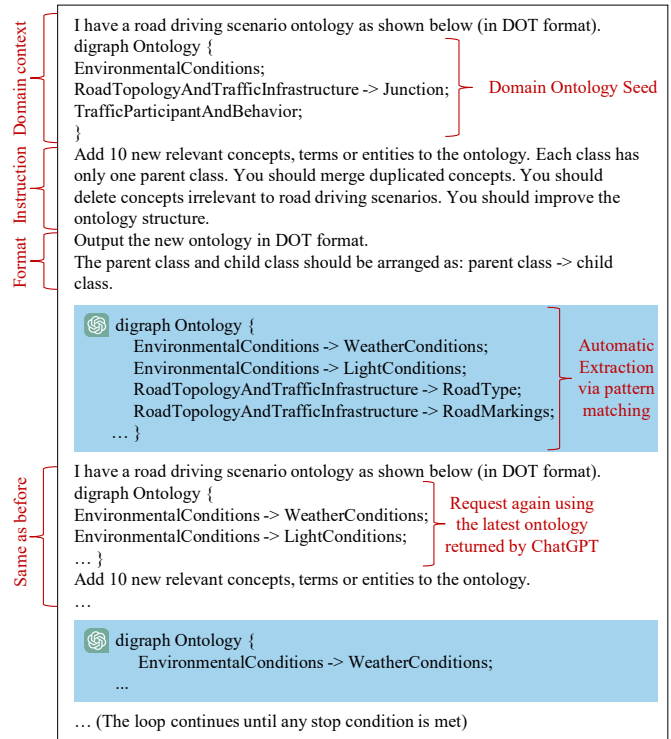 Domain context
I have a road driving scenario ontology as shown below (in DOT format).
digraph Ontology {
EnvironmentalConditions;
RoadTopologyAndTrafficInfrastructure -> Junction;
TrafficParticipantAndBehavior;
}
Domain Ontology Seed
Instruction
Add 10 new relevant concepts, terms or entities to the ontology. Each class has
only one parent class. You should merge duplicated concepts. You should
delete concepts irrelevant to road driving scenarios. You should improve the
ontology structure.
Format
Output the new ontology in DOT format.
The parent class and child class should be arranged as: parent class -> child
class.
digraph Ontology {
EnvironmentalConditions -> WeatherConditions;
EnvironmentalConditions -> LightConditions;
RoadTopologyAndTrafficInfrastructure -> RoadType;
RoadTopologyAndTrafficInfrastructure -> RoadMarkings;
… }
Automatic
Extraction
via pattern
matching
Same as before
I have a road driving scenario ontology as shown below (in DOT format).
digraph Ontology {
EnvironmentalConditions -> WeatherConditions;
EnvironmentalConditions -> LightConditions;
… }
Request again using
the latest ontology
returned by ChatGPT
Add 10 new relevant concepts, terms or entities to the ontology.
…
digraph Ontology {
EnvironmentalConditions -> WeatherConditions;
...
… (The loop continues until any stop condition is met)